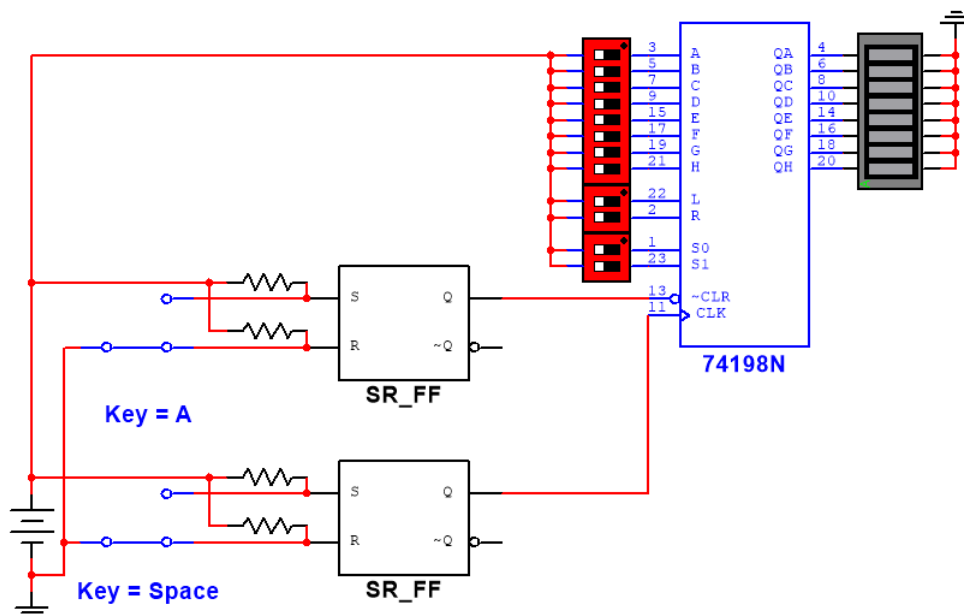 3 A QA 4
5 B QB 6
7 C QC 8
9 D QD 10
15 E QE 14
17 F QF 16
19 G QG 18
21 H QH 20
22 L
2 R
1 S0
23 S1
13 ~CLR
11 CLK
74198N
S Q
R ~Q
SR_FF
Key = A
S Q
R ~Q
SR_FF
Key = Space